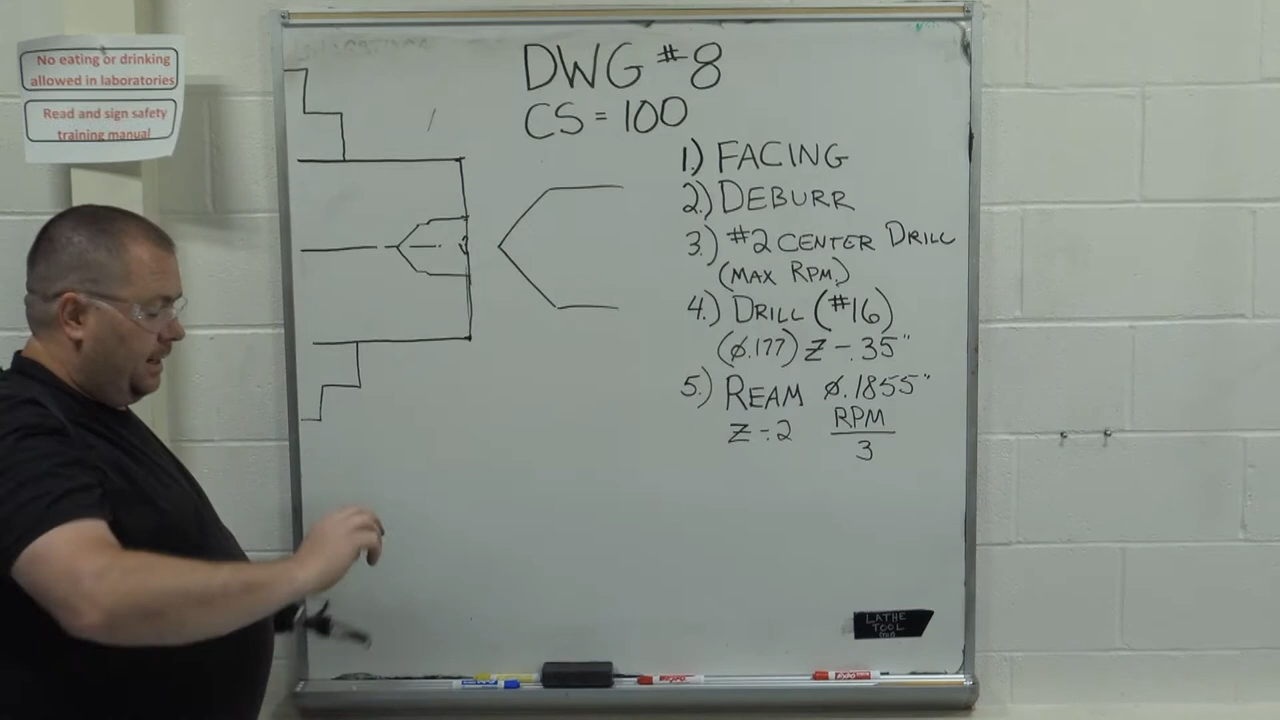 No eating or drinking
allowed in laboratories
Read and sign safety
training manual
DWG #8
CS = 100
1.) FACING
2.) DEBURR
3.) #2 CENTER DRILL
(MAX RPM.)
4.) DRILL (#16)
(Ø.177) Z -.35"
5.) REAM Ø.1855"
Z -.2 RPM
3
LATHE
TOOL